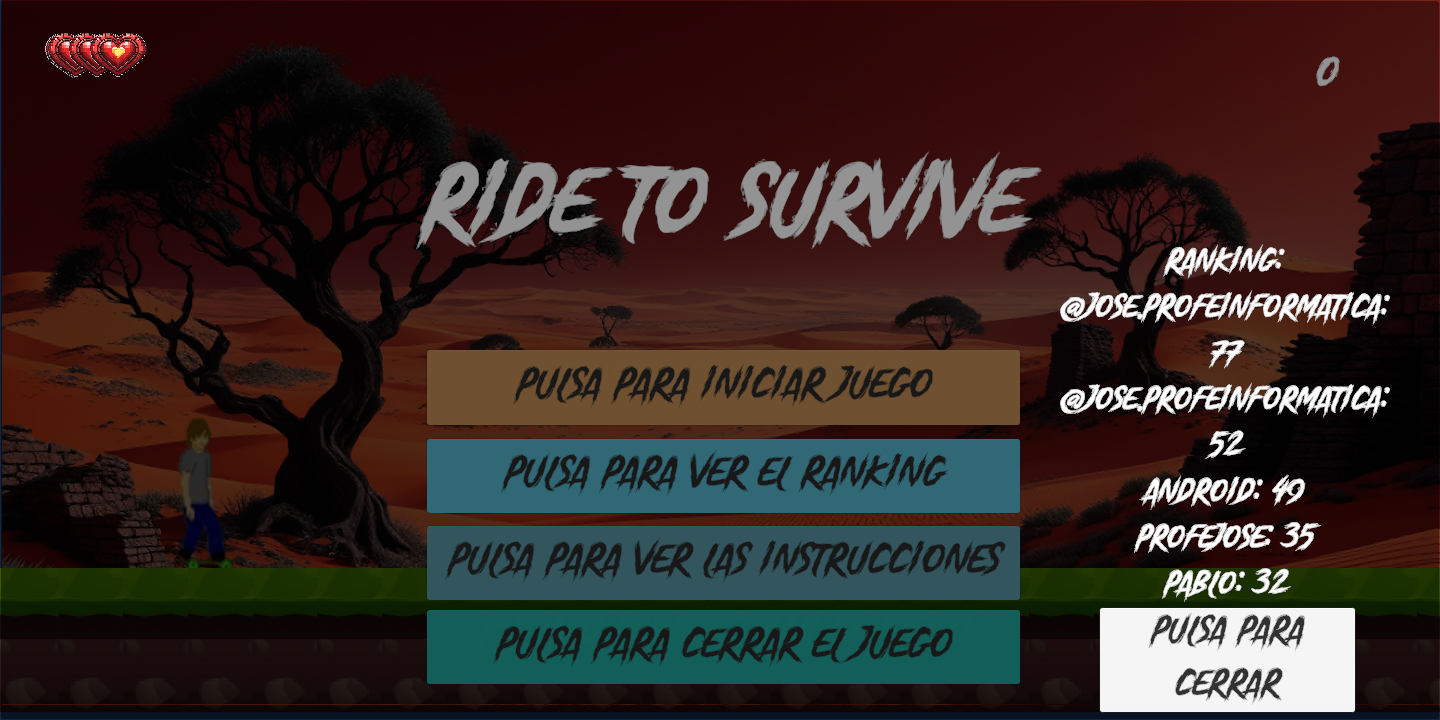 0
RIDE TO SURVIVE
RANKING:
@JOSE.PROFEINFORMATICA:
77
@JOSE.PROFEINFORMATICA:
52
ANDROID: 49
PROFEJOSE: 35
PABLO: 32
PULSA PARA
CERRAR
PULSA PARA INICIAR JUEGO
PULSA PARA VER EL RANKING
PULSA PARA VER LAS INSTRUCCIONES
PULSA PARA CERRAR EL JUEGO